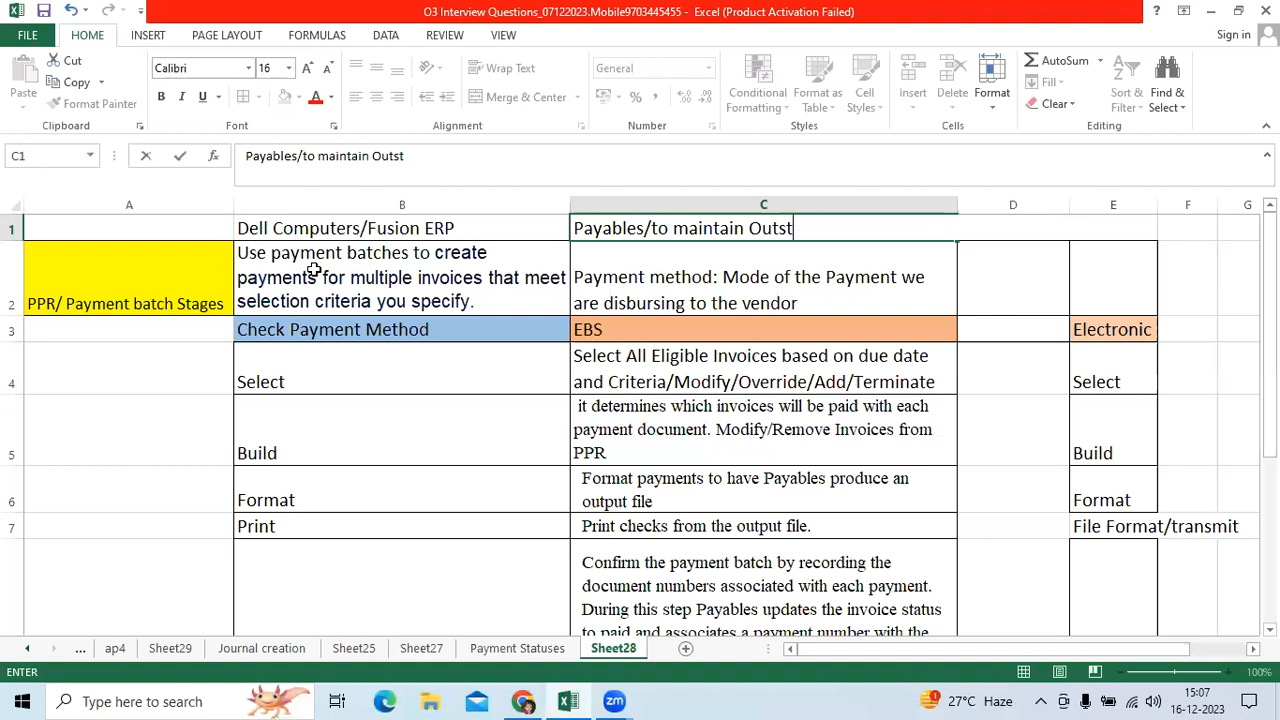 O3 Interview Questions_07122023.Mobile9703445455 - Excel (Product Activation Failed)
FILE HOME INSERT PAGE LAYOUT FORMULAS DATA REVIEW VIEW Sign in
Paste Cut Copy Format Painter
Clipboard
Calibri 16 B I U A
Font
Wrap Text
Merge & Center
Alignment
General
%
Number
Conditional Formatting Format as Table Cell Styles
Styles
Insert Delete Format
Cells
AutoSum Fill Clear Sort & Filter Find & Select
Editing
C1 fx Payables/to maintain Outst
A B C D E F G
1 Dell Computers/Fusion ERP Payables/to maintain Outst
2 PPR/ Payment batch Stages
Use payment batches to create
payments for multiple invoices that meet
selection criteria you specify.
Payment method: Mode of the Payment we
are disbursing to the vendor
3 Check Payment Method EBS Electronic
4 Select
Select All Eligible Invoices based on due date
and Criteria/Modify/Override/Add/Terminate
Select
5 Build
it determines which invoices will be paid with each
payment document. Modify/Remove Invoices from
PPR
Build
6 Format
Format payments to have Payables produce an
output file
Format
7 Print Print checks from the output file. File Format/transmit
Confirm the payment batch by recording the
document numbers associated with each payment.
During this step Payables updates the invoice status
to paid and associates a payment number with the
... ap4 Sheet29 Journal creation Sheet25 Sheet27 Payment Statuses Sheet28
ENTER 100%
Type here to search 27°C Haze 15:07
16-12-2023